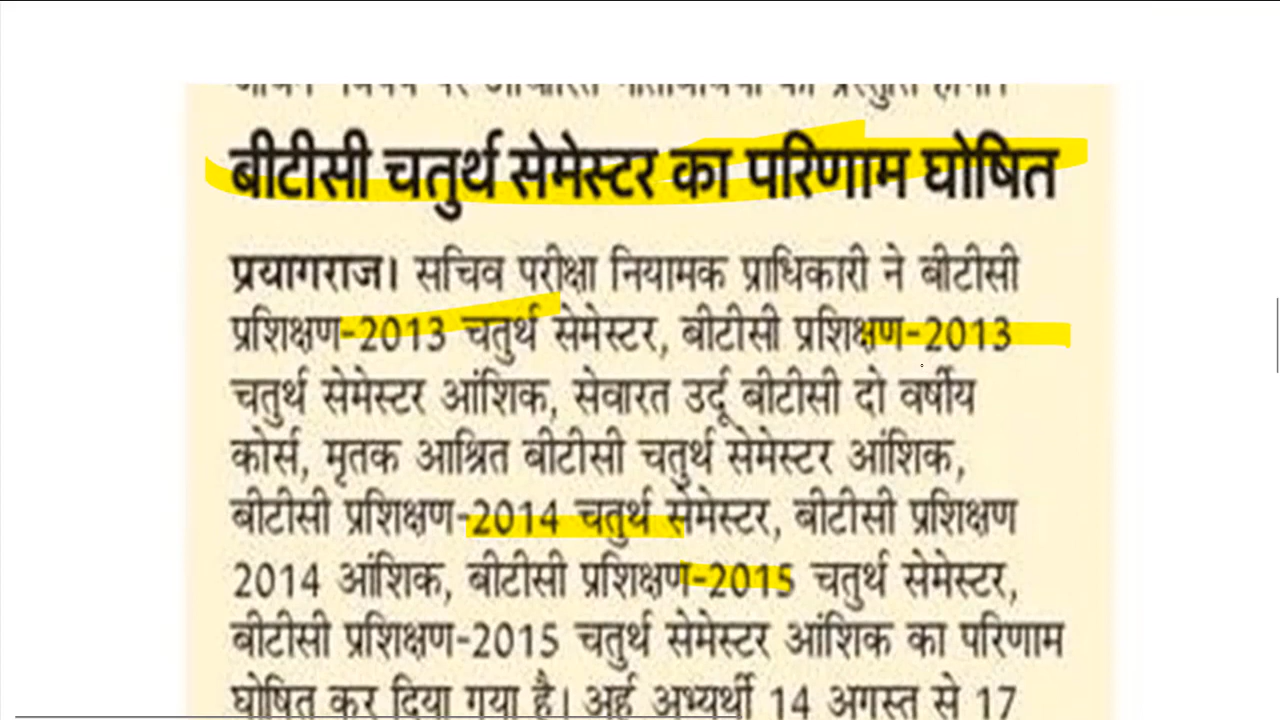 बीटीसी चतुर्थ सेमेस्टर का परिणाम घोषित
प्रयागराज। सचिव परीक्षा नियामक प्राधिकारी ने बीटीसी
प्रशिक्षण-2013 चतुर्थ सेमेस्टर, बीटीसी प्रशिक्षण-2013
चतुर्थ सेमेस्टर आंशिक, सेवारत उर्दू बीटीसी दो वर्षीय
कोर्स, मृतक आश्रित बीटीसी चतुर्थ सेमेस्टर आंशिक,
बीटीसी प्रशिक्षण-2014 चतुर्थ सेमेस्टर, बीटीसी प्रशिक्षण
2014 आंशिक, बीटीसी प्रशिक्षण-2015 चतुर्थ सेमेस्टर,
बीटीसी प्रशिक्षण-2015 चतुर्थ सेमेस्टर आंशिक का परिणाम
घोषित कर दिया गया है। अर्ह अभ्यर्थी 14 अगस्त से 17